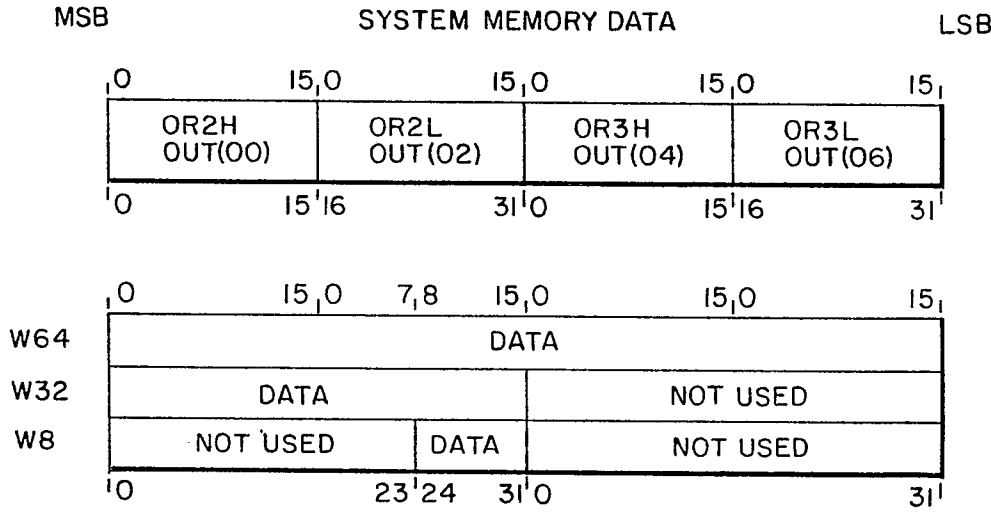 MSB SYSTEM MEMORY DATA LSB
0 15 0 15 0 15 0 15
OR2H OR2L OR3H OR3L
OUT(00) OUT(02) OUT(04) OUT(06)
0 15 16 31 0 15 16 31
0 15 0 7 8 15 0 15 0 15
W64 DATA
W32 DATA NOT USED
W8 NOT USED DATA NOT USED
0 23 24 31 0 31